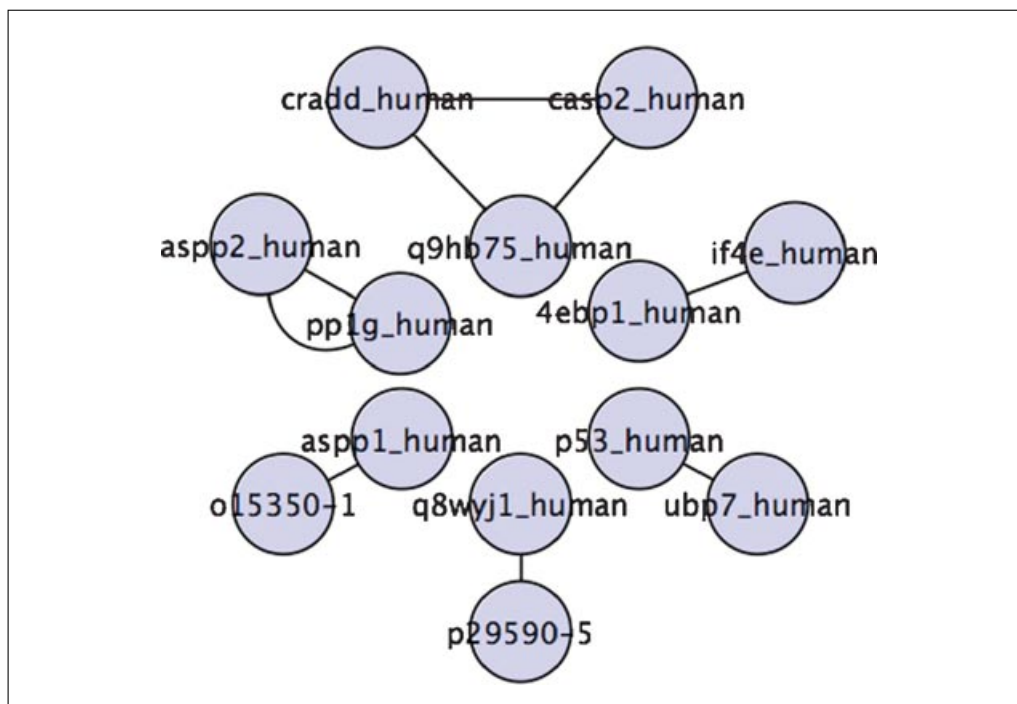 cradd_human
casp2_human
aspp2_human
q9hb75_human
if4e_human
4ebp1_human
pp1g_human
aspp1_human
p53_human
o15350-1
q8wyj1_human
ubp7_human
p29590-5